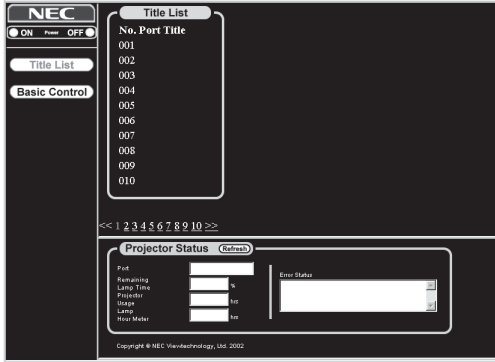 NEC
ON Power OFF
Title List
Basic Control
Title List
No. Port Title
001
002
003
004
005
006
007
008
009
010
<< 1 2 3 4 5 6 7 8 9 10 >>
Projector Status Refresh
Port
Remaining
Lamp Time %
Projector
Usage hrs
Lamp
Hour Meter hrs
Error Status
Copyright © NEC Viewtechnology, Ltd. 2002